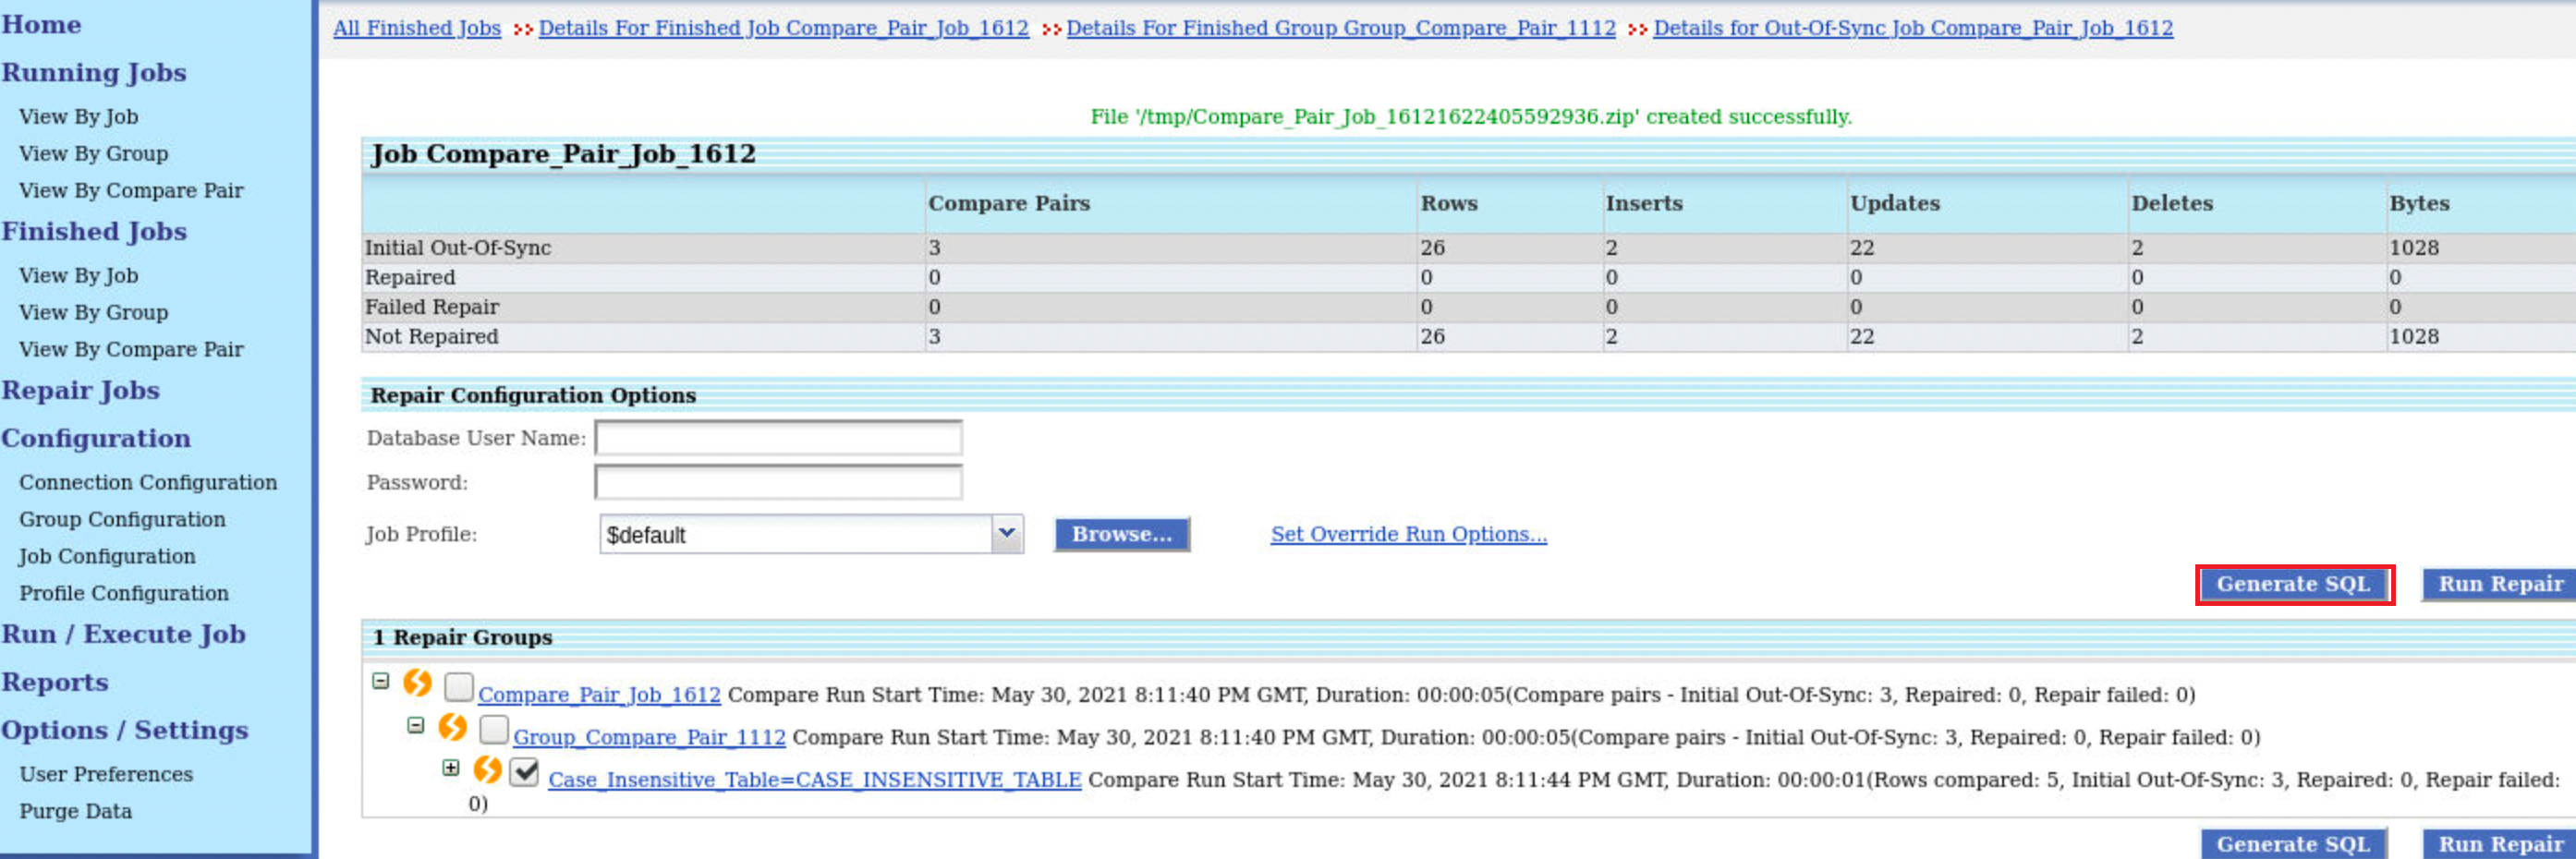 Home
Running Jobs
View By Job
View By Group
View By Compare Pair
Finished Jobs
View By Job
View By Group
View By Compare Pair
Repair Jobs
Configuration
Connection Configuration
Group Configuration
Job Configuration
Profile Configuration
Run / Execute Job
Reports
Options / Settings
User Preferences
Purge Data
All Finished Jobs Details For Finished Job Compare_Pair_Job_1612 Details For Finished Group Group_Compare_Pair_1112 Details for Out-Of-Sync Job Compare_Pair_Job_1612
File '/tmp/Compare_Pair_Job_16121622405592936.zip' created successfully.
Job Compare_Pair_Job_1612
Compare Pairs Rows Inserts Updates Deletes Bytes
Initial Out-Of-Sync 3 26 2 22 2 1028
Repaired 0 0 0 0 0 0
Failed Repair 0 0 0 0 0 0
Not Repaired 3 26 2 22 2 1028
Repair Configuration Options
Database User Name:
Password:
Job Profile: $default Browse... Set Override Run Options...
Generate SQL Run Repair
1 Repair Groups
Compare_Pair_Job_1612 Compare Run Start Time: May 30, 2021 8:11:40 PM GMT, Duration: 00:00:05(Compare pairs - Initial Out-Of-Sync: 3, Repaired: 0, Repair failed: 0)
Group_Compare_Pair_1112 Compare Run Start Time: May 30, 2021 8:11:40 PM GMT, Duration: 00:00:05(Compare pairs - Initial Out-Of-Sync: 3, Repaired: 0, Repair failed: 0)
Case_Insensitive_Table=CASE_INSENSITIVE_TABLE Compare Run Start Time: May 30, 2021 8:11:44 PM GMT, Duration: 00:00:01(Rows compared: 5, Initial Out-Of-Sync: 3, Repaired: 0, Repair failed:
0)
Generate SQL Run Repair